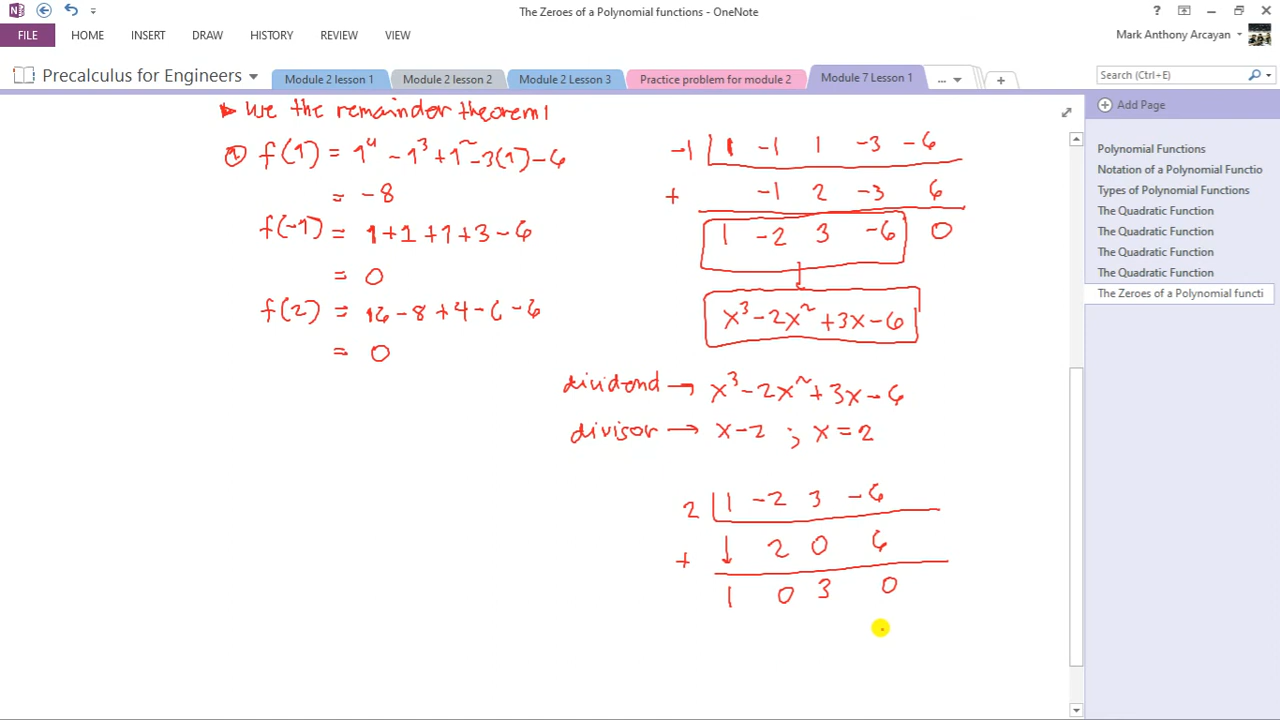 The Zeroes of a Polynomial functions - OneNote
?
FILE HOME INSERT DRAW HISTORY REVIEW VIEW
Mark Anthony Arcayan
Precalculus for Engineers
Module 2 lesson 1
Module 2 lesson 2
Module 2 Lesson 3
Practice problem for module 2
Module 7 Lesson 1
...
+
Search (Ctrl+E)
Add Page
Polynomial Functions
Notation of a Polynomial Functio
Types of Polynomial Functions
The Quadratic Function
The Quadratic Function
The Quadratic Function
The Quadratic Function
The Zeroes of a Polynomial functi
the remainder theorem!
f(1) = 1⁴ - 1³ + 1² - 3(1) - 6
= -8
f(-1) = 1 + 1 + 1 + 3 - 6
= 0
f(2) = 16 - 8 + 4 - 6 - 6
= 0
-1 | 1 -1 1 -3 -6
+ -1 2 -3 6
1 -2 3 -6 0
x³ - 2x² + 3x - 6
dividend → x³ - 2x² + 3x - 6
divisor → x - 2 ; x = 2
2 | 1 -2 3 -6
+ ↓ 2 0 6
1 0 3 0